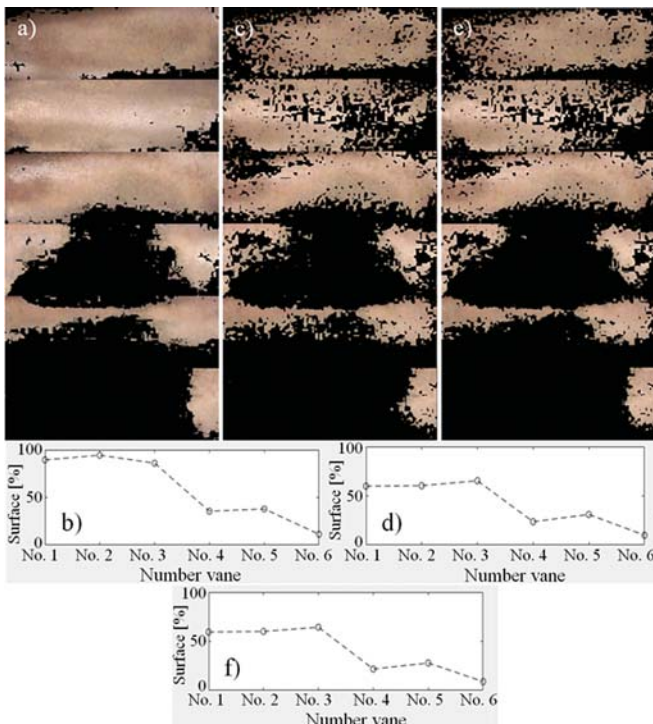 a) c) e)
100
50
0
Surface [%]
b)
No. 1 No. 2 No. 3 No. 4 No. 5 No. 6
Number vane
100
50
0
Surface [%]
d)
No. 1 No. 2 No. 3 No. 4 No. 5 No. 6
Number vane
100
50
0
Surface [%]
f)
No. 1 No. 2 No. 3 No. 4 No. 5 No. 6
Number vane